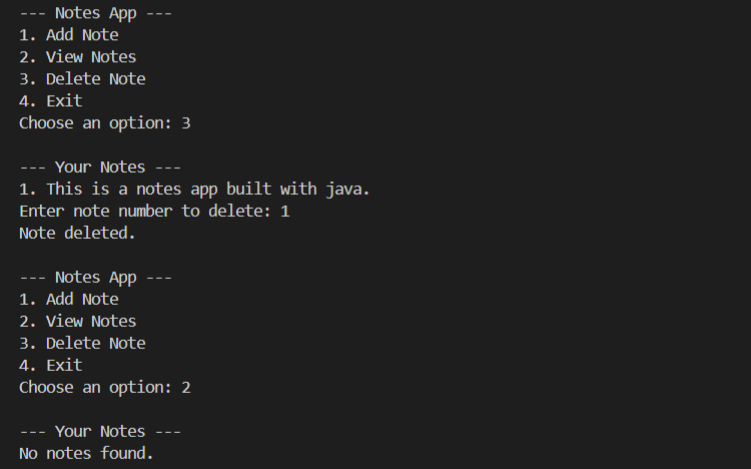 --- Notes App ---
1. Add Note
2. View Notes
3. Delete Note
4. Exit
Choose an option: 3
--- Your Notes ---
1. This is a notes app built with java.
Enter note number to delete: 1
Note deleted.
--- Notes App ---
1. Add Note
2. View Notes
3. Delete Note
4. Exit
Choose an option: 2
--- Your Notes ---
No notes found.